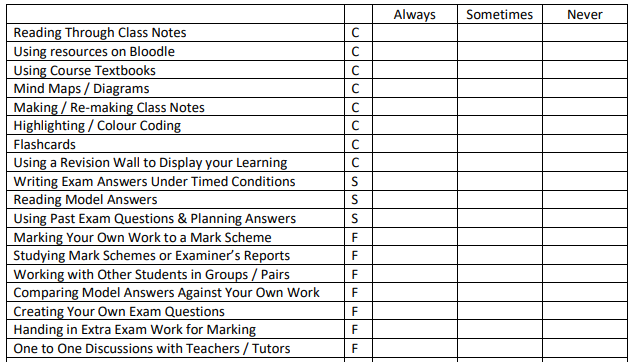 Always Sometimes Never
Reading Through Class Notes C
Using resources on Bloodle C
Using Course Textbooks C
Mind Maps / Diagrams C
Making / Re-making Class Notes C
Highlighting / Colour Coding C
Flashcards C
Using a Revision Wall to Display your Learning C
Writing Exam Answers Under Timed Conditions S
Reading Model Answers S
Using Past Exam Questions & Planning Answers S
Marking Your Own Work to a Mark Scheme F
Studying Mark Schemes or Examiner’s Reports F
Working with Other Students in Groups / Pairs F
Comparing Model Answers Against Your Own Work F
Creating Your Own Exam Questions F
Handing in Extra Exam Work for Marking F
One to One Discussions with Teachers / Tutors F